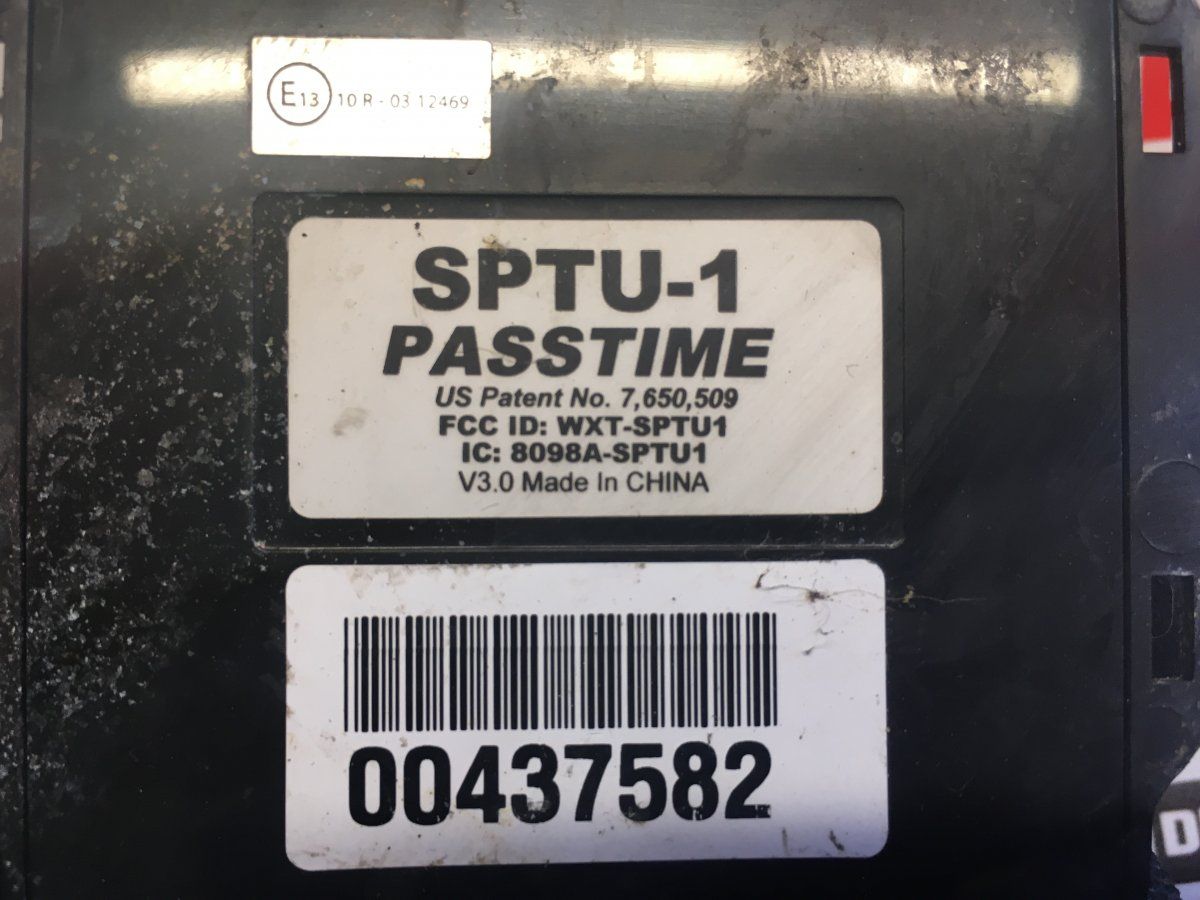 E13 10 R - 03 12469
SPTU-1
PASSTIME
US Patent No. 7,650,509
FCC ID: WXT-SPTU1
IC: 8098A-SPTU1
V3.0 Made In CHINA
00437582
D